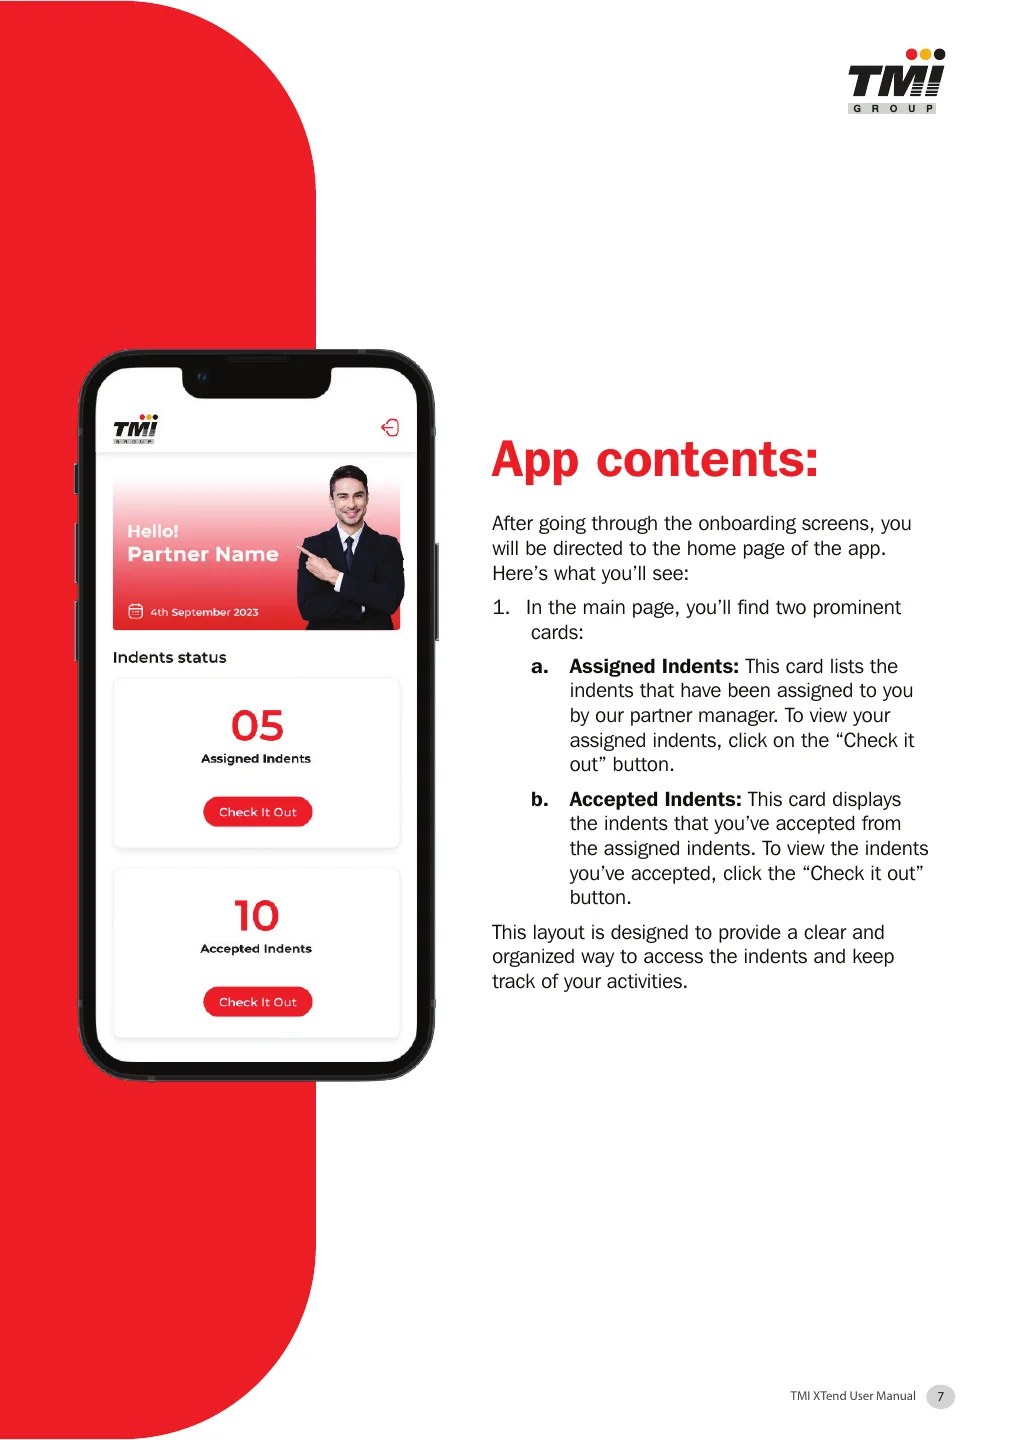 TMI
GROUP
TMI
GROUP
Hello!
Partner Name
4th September 2023
Indents status
05
Assigned Indents
Check It Out
10
Accepted Indents
Check It Out
App contents:
After going through the onboarding screens, you
will be directed to the home page of the app.
Here’s what you’ll see:
1. In the main page, you’ll find two prominent
cards:
a. Assigned Indents: This card lists the
indents that have been assigned to you
by our partner manager. To view your
assigned indents, click on the “Check it
out” button.
b. Accepted Indents: This card displays
the indents that you’ve accepted from
the assigned indents. To view the indents
you’ve accepted, click the “Check it out”
button.
This layout is designed to provide a clear and
organized way to access the indents and keep
track of your activities.
TMI XTend User Manual 7